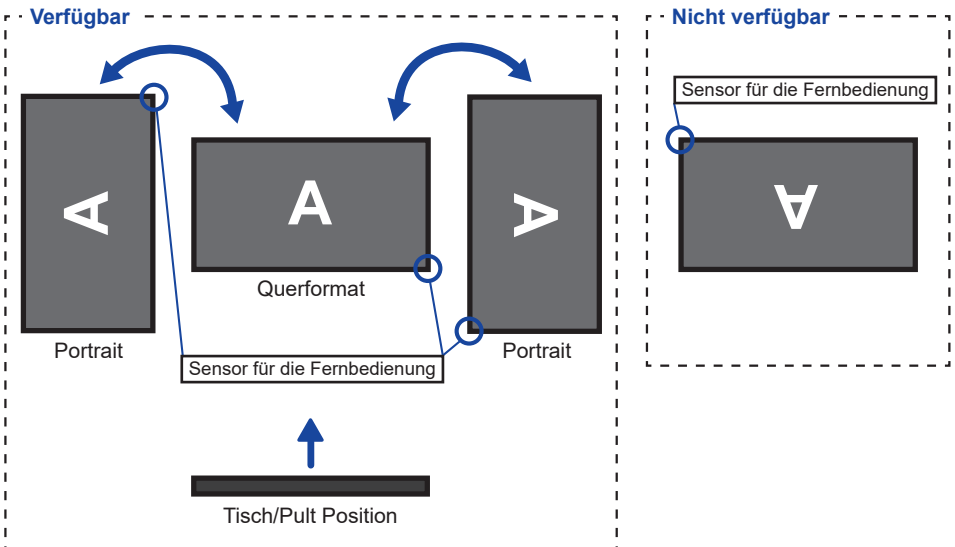 Verfügbar
Nicht verfügbar
Sensor für die Fernbedienung
A
A
A
A
Querformat
Portrait
Portrait
Sensor für die Fernbedienung
Tisch/Pult Position